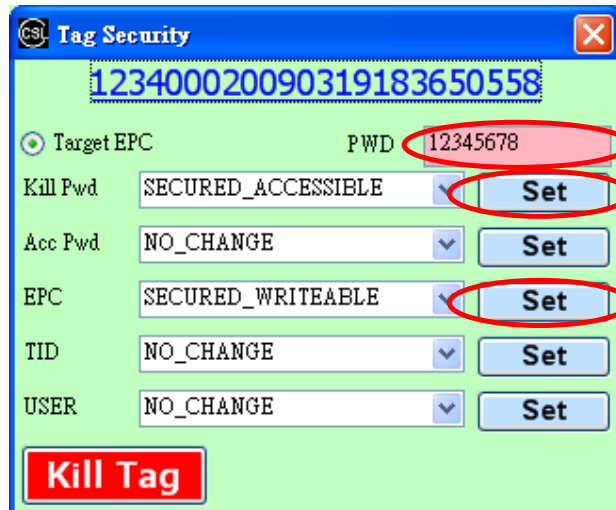 CSL Tag Security
123400020090319183650558
Target EPC PWD 12345678
Kill Pwd SECURED_ACCESSIBLE Set
Acc Pwd NO_CHANGE Set
EPC SECURED_WRITEABLE Set
TID NO_CHANGE Set
USER NO_CHANGE Set
Kill Tag